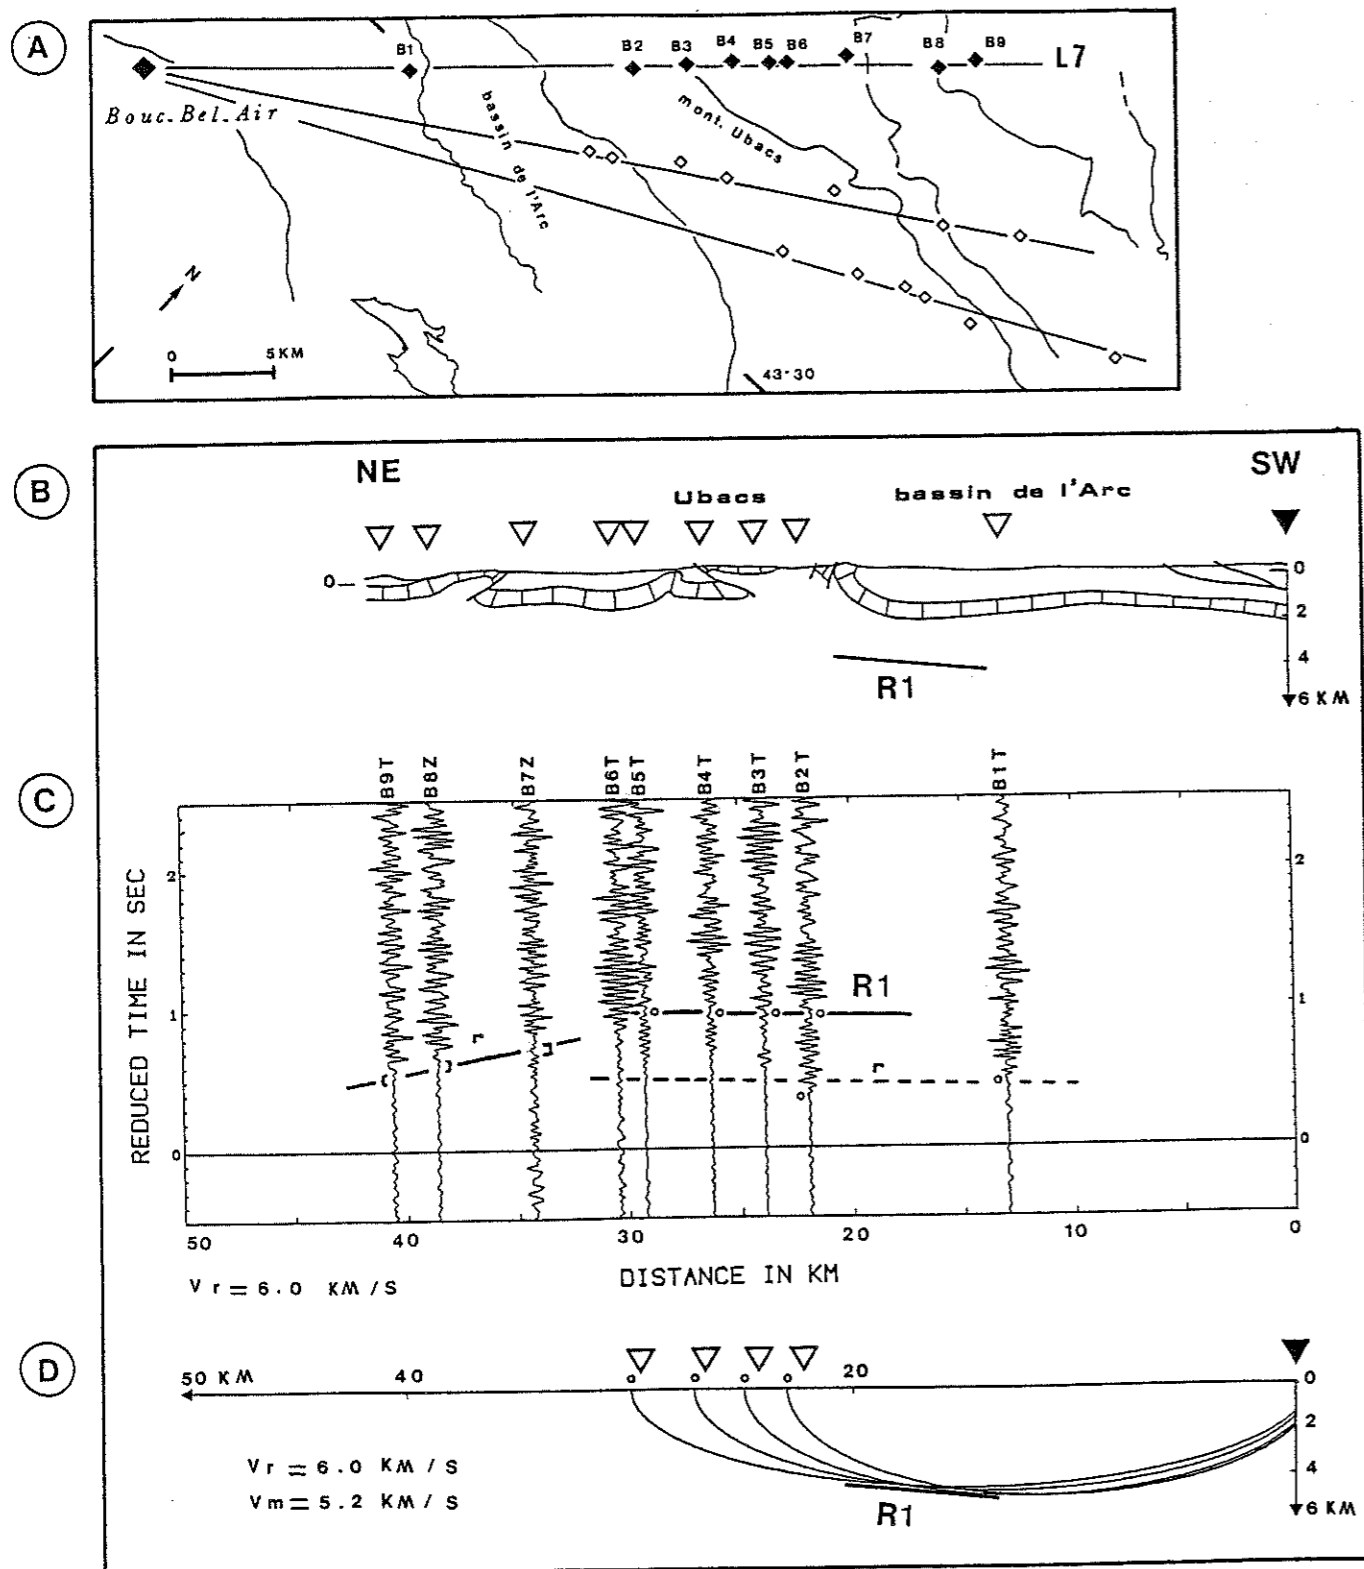 A
B1
B2
B3
B4
B5
B6
B7
B8
B9
L7
Bouc-Bel-Air
bassin de l'Arc
mont. Ubacs
N
0
5KM
43-30
B
NE
SW
Ubacs
bassin de l'Arc
0
0
2
4
6 KM
R1
C
B9T
B8Z
B7Z
B6T
B5T
B4T
B3T
B2T
B1T
REDUCED TIME IN SEC
2
1
0
2
1
0
R1
r
r
50
40
30
20
10
0
DISTANCE IN KM
Vr = 6.0 KM/S
D
50 KM
40
20
0
2
4
6 KM
Vr = 6.0 KM/S
Vm = 5.2 KM/S
R1